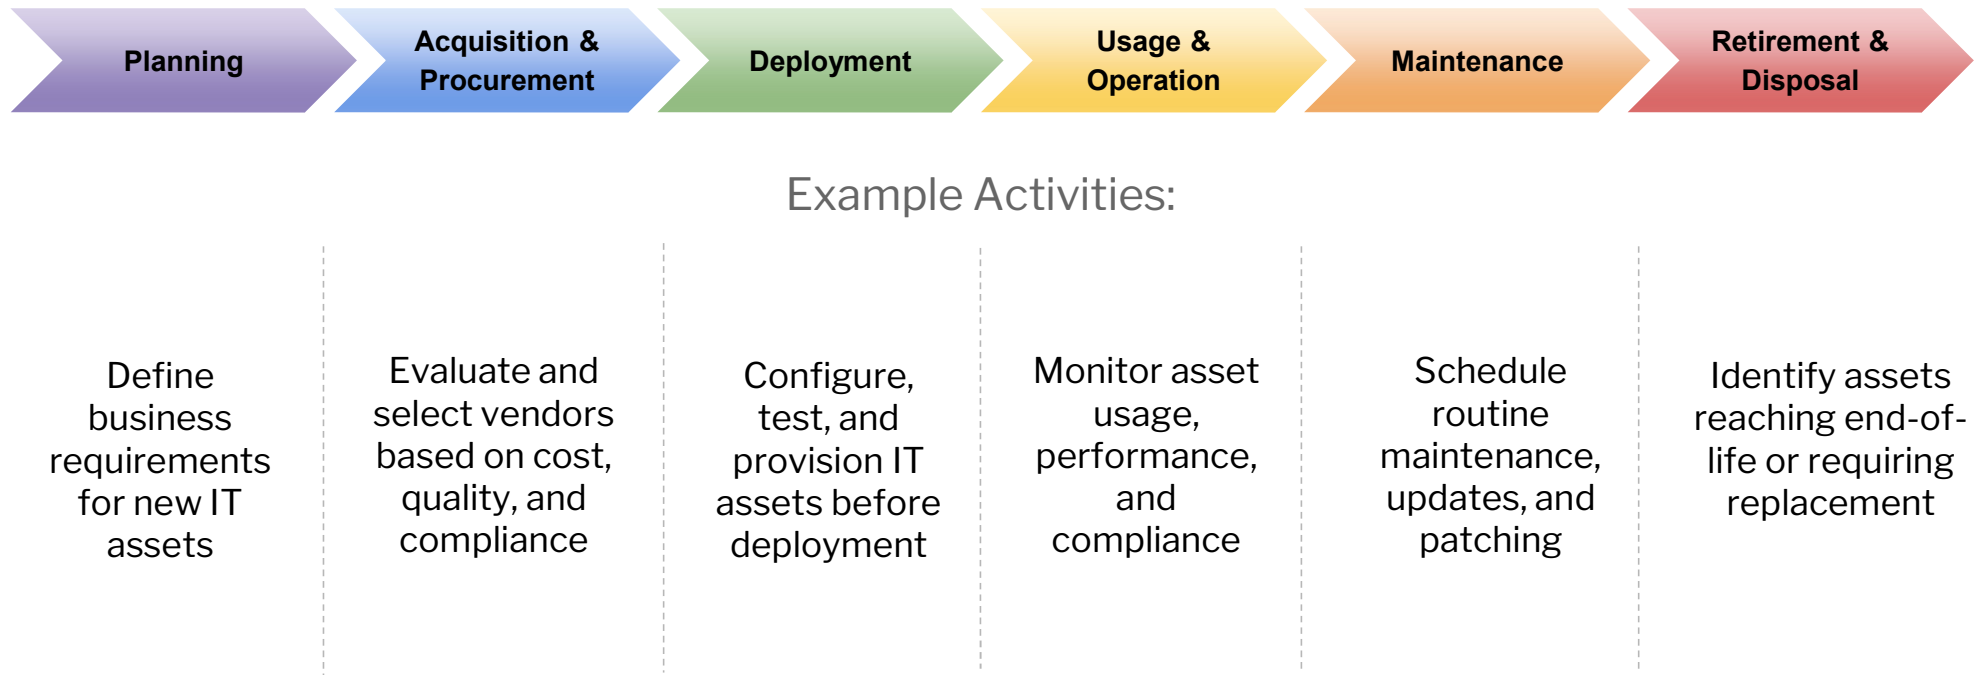 Planning
Acquisition &
Procurement
Deployment
Usage &
Operation
Maintenance
Retirement &
Disposal
Example Activities:
Define
business
requirements
for new IT
assets
Evaluate and
select vendors
based on cost,
quality, and
compliance
Configure,
test, and
provision IT
assets before
deployment
Monitor asset
usage,
performance,
and
compliance
Schedule
routine
maintenance,
updates, and
patching
Identify assets
reaching end-of-
life or requiring
replacement